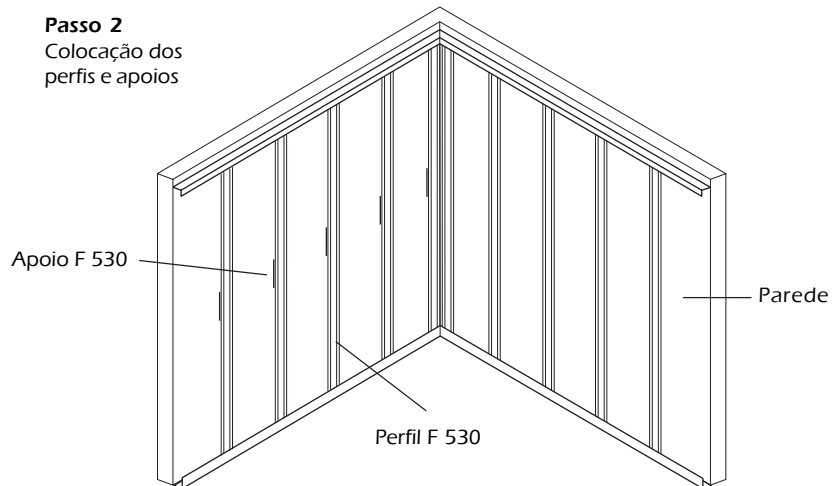 Passo 2
Colocação dos
perfis e apoios
Apoio F 530
Parede
Perfil F 530